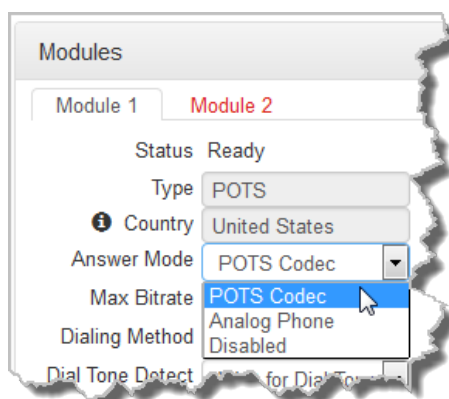 Modules
Module 1 Module 2
Status Ready
Type POTS
Country United States
Answer Mode POTS Codec
Max Bitrate POTS Codec
Analog Phone
Dialing Method Disabled
Dial Tone Detect for Dial